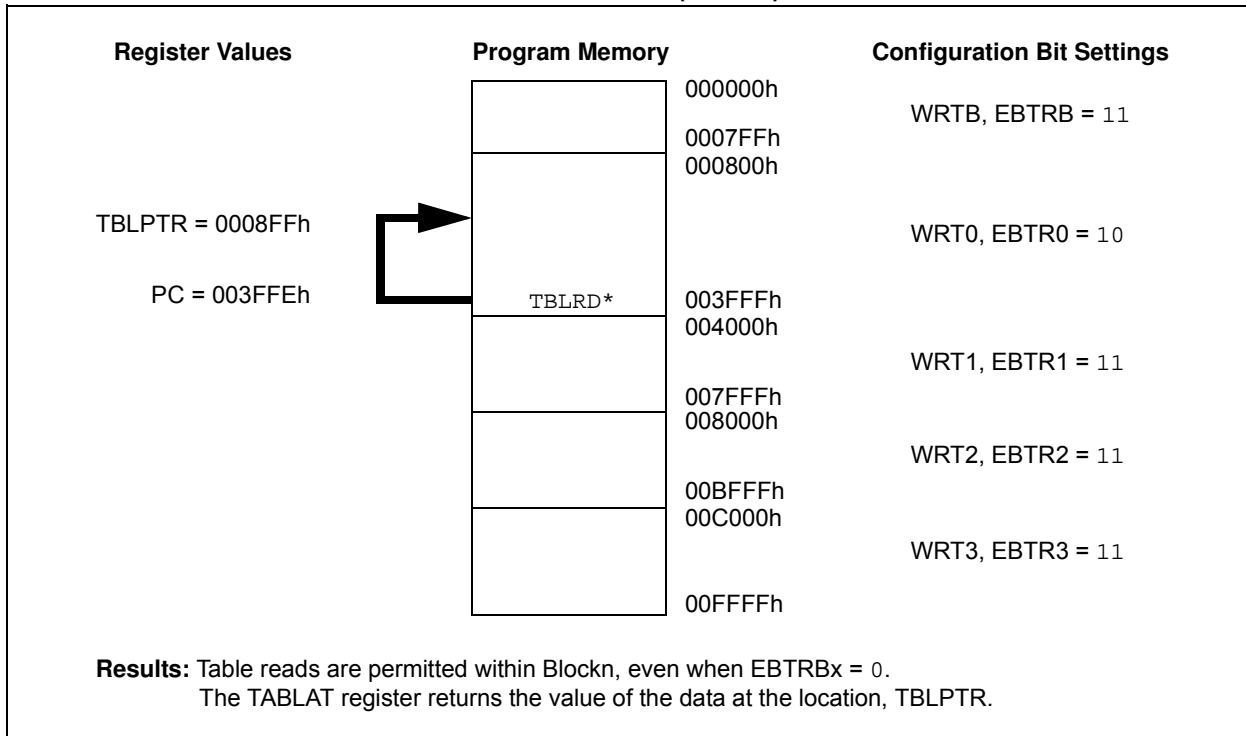 Register Values Program Memory Configuration Bit Settings
000000h
WRTB, EBTRB = 11
0007FFh
000800h
TBLPTR = 0008FFh
WRT0, EBTR0 = 10
PC = 003FFEh
TBLRD*
003FFFh
004000h
WRT1, EBTR1 = 11
007FFFh
008000h
WRT2, EBTR2 = 11
00BFFFh
00C000h
WRT3, EBTR3 = 11
00FFFFh
Results: Table reads are permitted within Blockn, even when EBTRBx = 0.
The TABLAT register returns the value of the data at the location, TBLPTR.